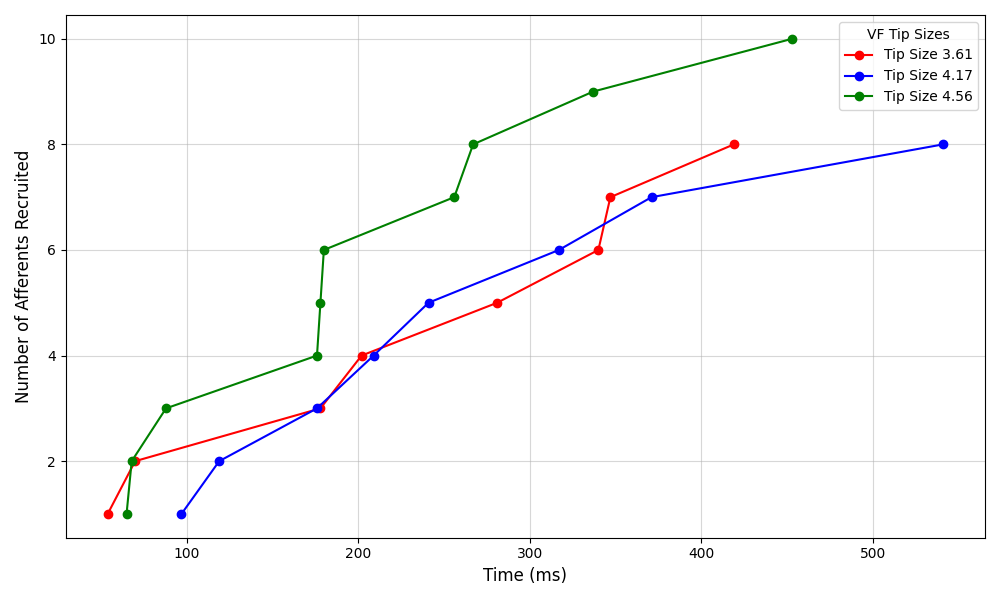 VF Tip Sizes
Tip Size 3.61
Tip Size 4.17
Tip Size 4.56
10
8
6
4
2
Number of Afferents Recruited
100 200 300 400 500
Time (ms)